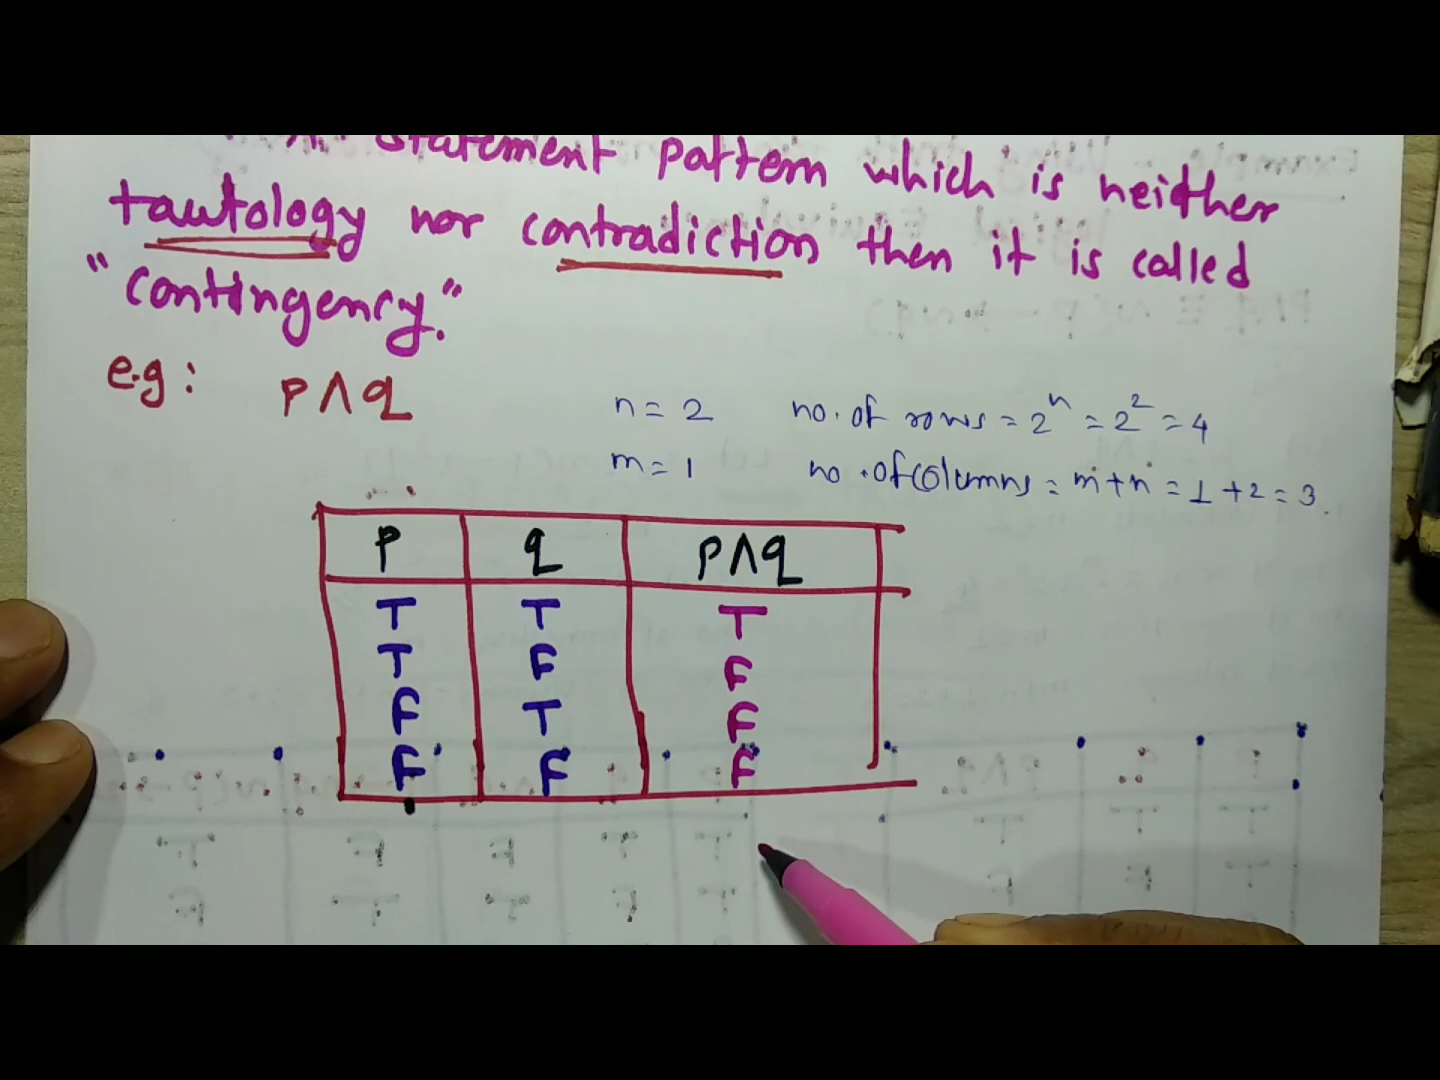 A statement pattern which is neither
tautology nor contradiction then it is called
"contingency."
e.g: p∧q
n = 2 no. of rows = 2^n = 2^2 = 4
m = 1 no. of columns = m+n = 1+2 = 3.
p q p∧q
T T T
T F F
F T F
F F F